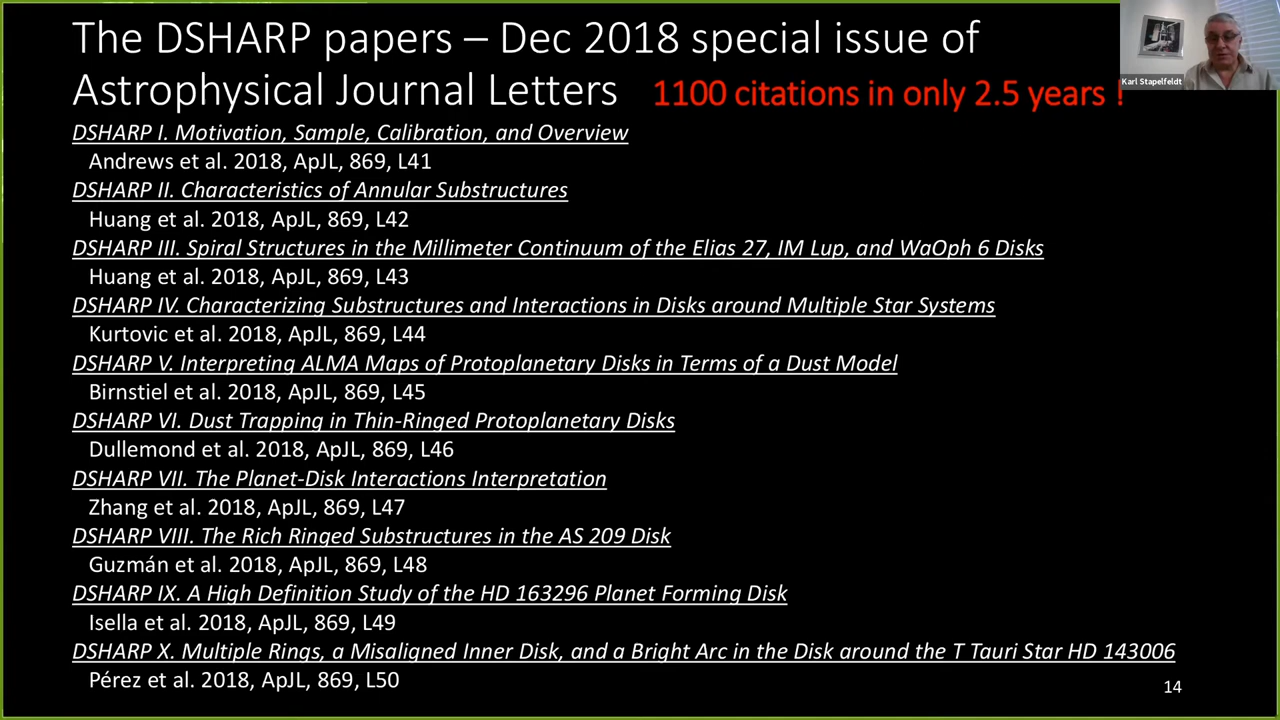 The DSHARP papers – Dec 2018 special issue of
Astrophysical Journal Letters 1100 citations in only 2.5 years !
Karl Stapelfeldt
DSHARP I. Motivation, Sample, Calibration, and Overview
Andrews et al. 2018, ApJL, 869, L41
DSHARP II. Characteristics of Annular Substructures
Huang et al. 2018, ApJL, 869, L42
DSHARP III. Spiral Structures in the Millimeter Continuum of the Elias 27, IM Lup, and WaOph 6 Disks
Huang et al. 2018, ApJL, 869, L43
DSHARP IV. Characterizing Substructures and Interactions in Disks around Multiple Star Systems
Kurtovic et al. 2018, ApJL, 869, L44
DSHARP V. Interpreting ALMA Maps of Protoplanetary Disks in Terms of a Dust Model
Birnstiel et al. 2018, ApJL, 869, L45
DSHARP VI. Dust Trapping in Thin-Ringed Protoplanetary Disks
Dullemond et al. 2018, ApJL, 869, L46
DSHARP VII. The Planet-Disk Interactions Interpretation
Zhang et al. 2018, ApJL, 869, L47
DSHARP VIII. The Rich Ringed Substructures in the AS 209 Disk
Guzmán et al. 2018, ApJL, 869, L48
DSHARP IX. A High Definition Study of the HD 163296 Planet Forming Disk
Isella et al. 2018, ApJL, 869, L49
DSHARP X. Multiple Rings, a Misaligned Inner Disk, and a Bright Arc in the Disk around the T Tauri Star HD 143006
Pérez et al. 2018, ApJL, 869, L50
14